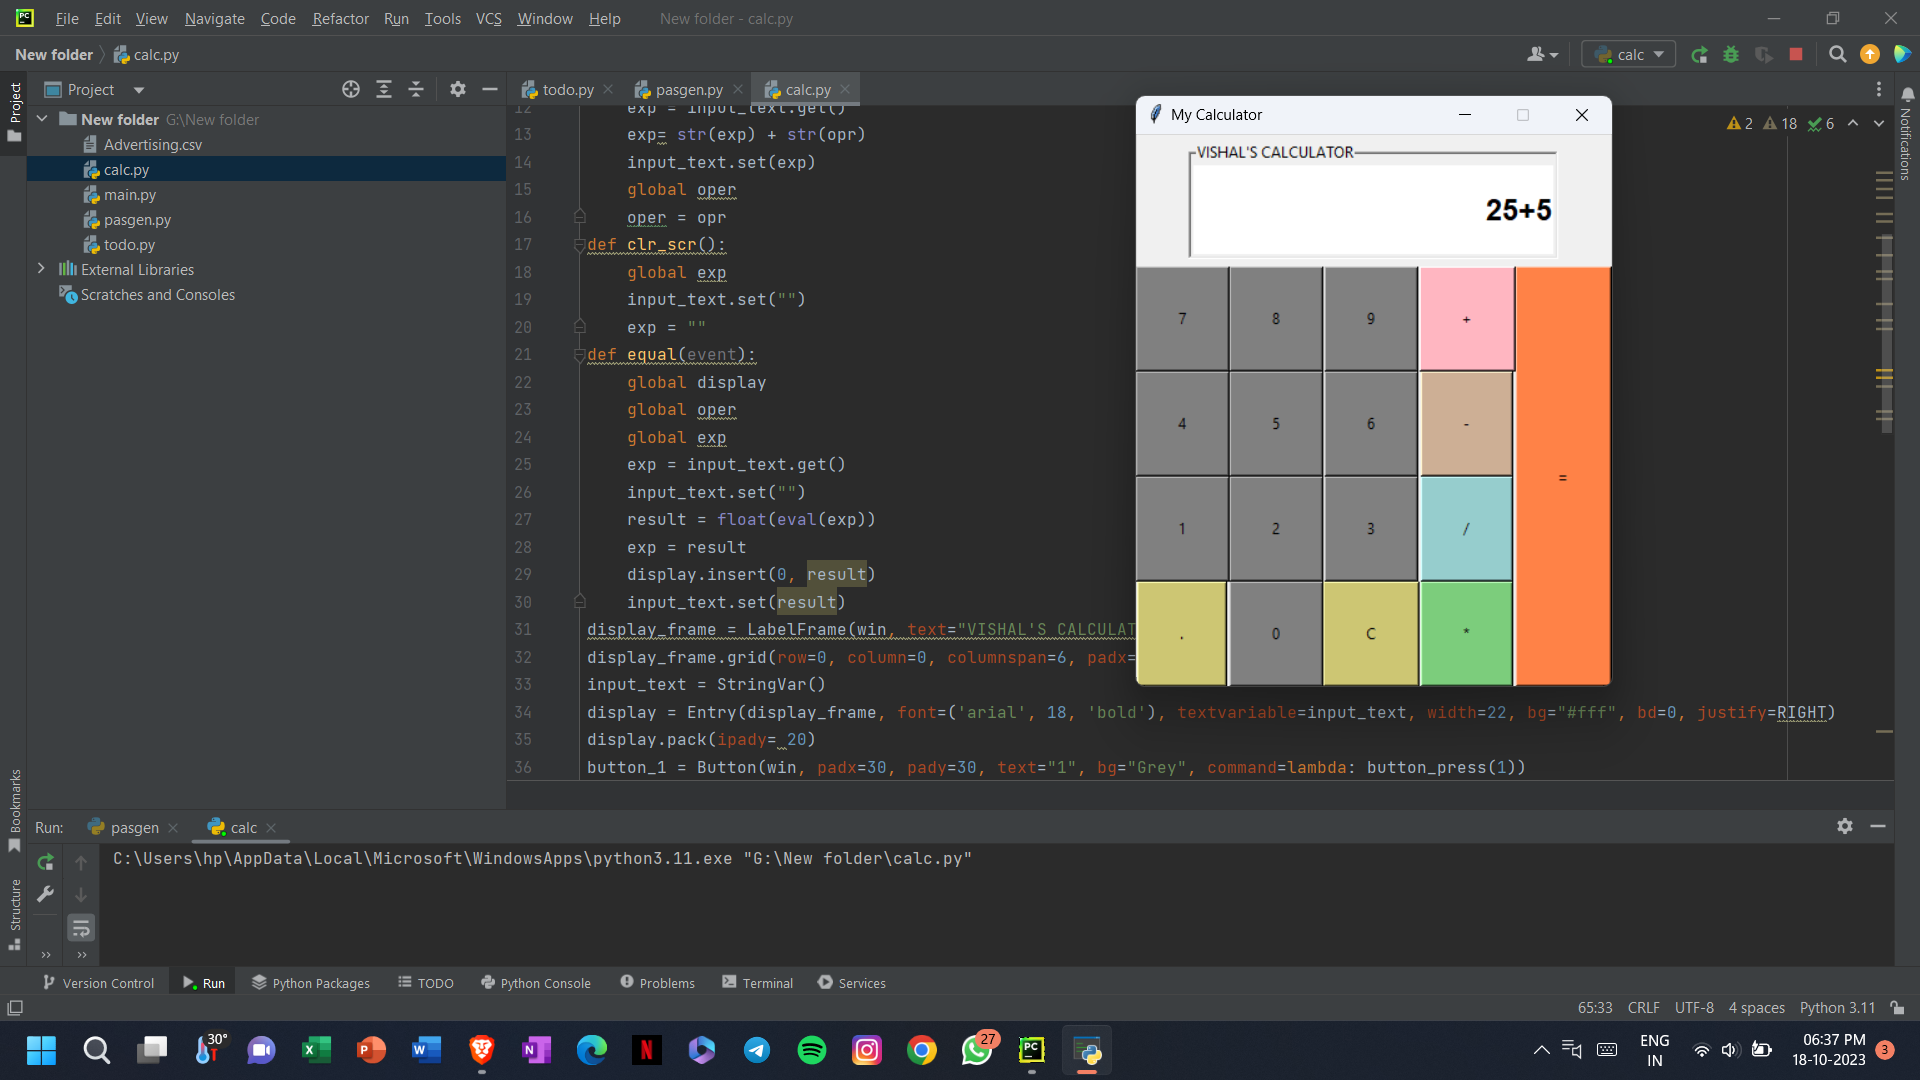 File Edit View Navigate Code Refactor Run Tools VCS Window Help New folder - calc.py
New folder calc.py
calc
Project
Project
New folder G:\New folder
Advertising.csv
calc.py
main.py
pasgen.py
todo.py
External Libraries
Scratches and Consoles
Bookmarks
Structure
Notifications
todo.py pasgen.py calc.py
2 18 6
12 exp = input_text.get()
13 exp= str(exp) + str(opr)
14 input_text.set(exp)
15 global oper
16 oper = opr
17 def clr_scr():
18 global exp
19 input_text.set("")
20 exp = ""
21 def equal(event):
22 global display
23 global oper
24 global exp
25 exp = input_text.get()
26 input_text.set("")
27 result = float(eval(exp))
28 exp = result
29 display.insert(0, result)
30 input_text.set(result)
31 display_frame = LabelFrame(win, text="VISHAL'S CALCULAT
32 display_frame.grid(row=0, column=0, columnspan=6, padx=
33 input_text = StringVar()
34 display = Entry(display_frame, font=('arial', 18, 'bold'), textvariable=input_text, width=22, bg="#fff", bd=0, justify=RIGHT)
35 display.pack(ipady= 20)
36 button_1 = Button(win, padx=30, pady=30, text="1", bg="Grey", command=lambda: button_press(1))
My Calculator
VISHAL'S CALCULATOR
25+5
7 8 9 +
4 5 6 -
=
1 2 3 /
. 0 C *
Run: pasgen calc
C:\Users\hp\AppData\Local\Microsoft\WindowsApps\python3.11.exe "G:\New folder\calc.py"
Version Control Run Python Packages TODO Python Console Problems Terminal Services
65:33 CRLF UTF-8 4 spaces Python 3.11
30°
27
ENG
IN
06:37 PM
18-10-2023
3